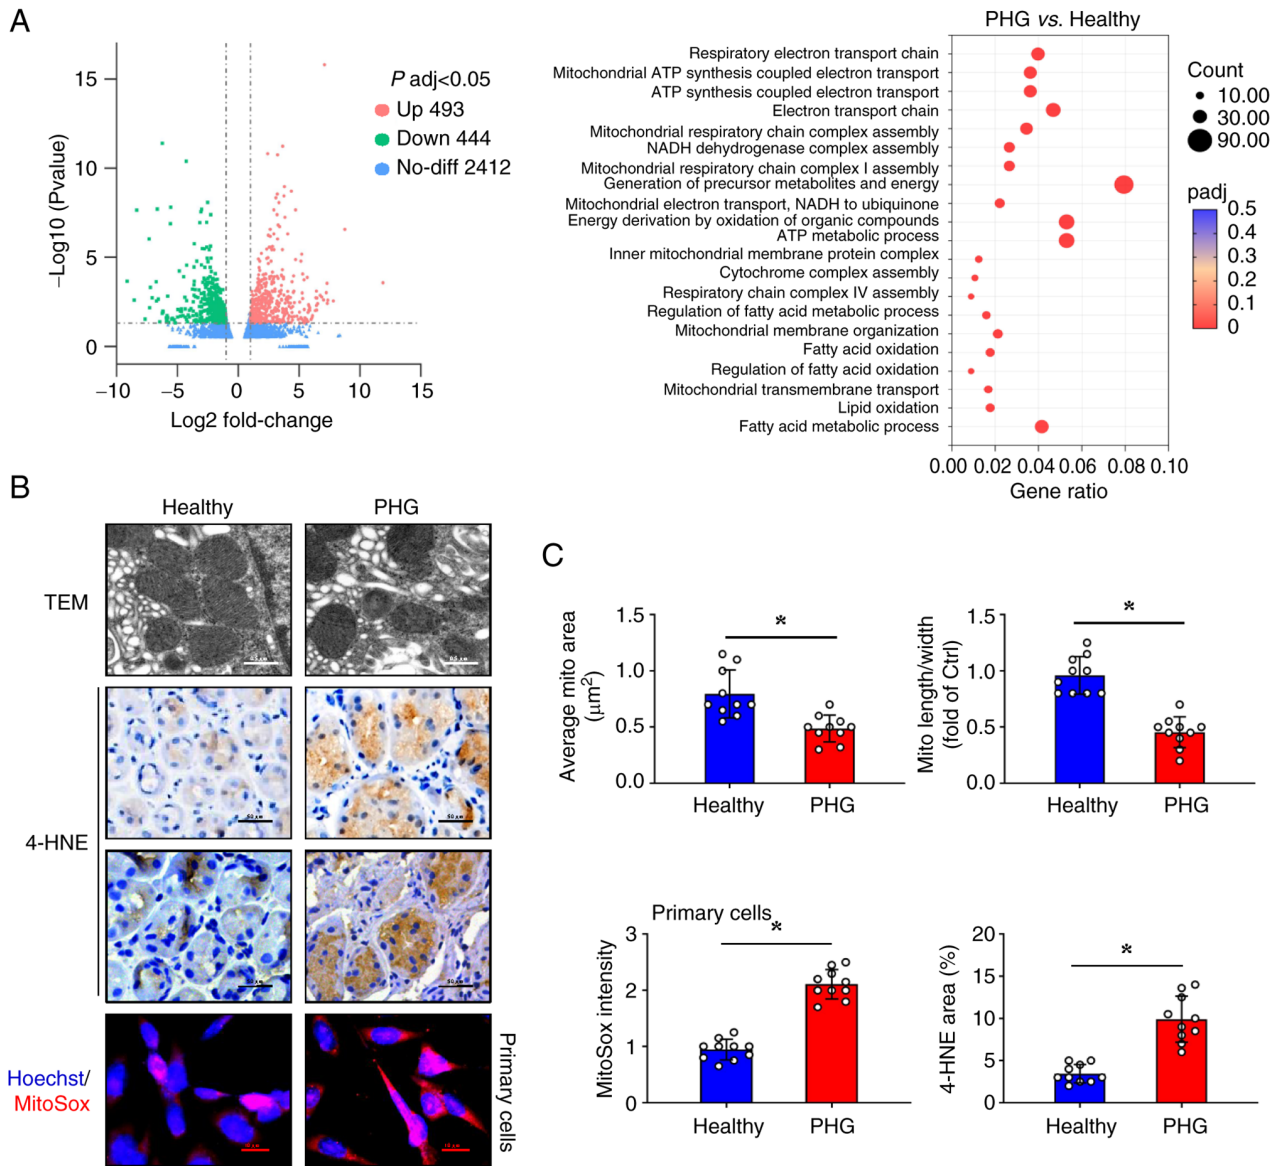 A
P adj<0.05
Up 493
Down 444
No-diff 2412
15
10
5
0
−10
−5
0
5
10
15
−Log10 (Pvalue)
Log2 fold-change
PHG vs. Healthy
Respiratory electron transport chain
Mitochondrial ATP synthesis coupled electron transport
ATP synthesis coupled electron transport
Electron transport chain
Mitochondrial respiratory chain complex assembly
NADH dehydrogenase complex assembly
Mitochondrial respiratory chain complex I assembly
Generation of precursor metabolites and energy
Mitochondrial electron transport, NADH to ubiquinone
Energy derivation by oxidation of organic compounds
ATP metabolic process
Inner mitochondrial membrane protein complex
Cytochrome complex assembly
Respiratory chain complex IV assembly
Regulation of fatty acid metabolic process
Mitochondrial membrane organization
Fatty acid oxidation
Regulation of fatty acid oxidation
Mitochondrial transmembrane transport
Lipid oxidation
Fatty acid metabolic process
0.00 0.02 0.04 0.06 0.08 0.10
Gene ratio
Count
10.00
30.00
90.00
padj
0.5
0.4
0.3
0.2
0.1
0
B
Healthy
PHG
TEM
4-HNE
Hoechst/
MitoSox
Primary cells
C
Average mito area
(μm2)
1.5
1.0
0.5
0.0
*
Healthy
PHG
Mito length/width
(fold of Ctrl)
1.5
1.0
0.5
0.0
*
Healthy
PHG
Primary cells
MitoSox intensity
3
2
1
0
*
Healthy
PHG
4-HNE area (%)
20
15
10
5
0
*
Healthy
PHG